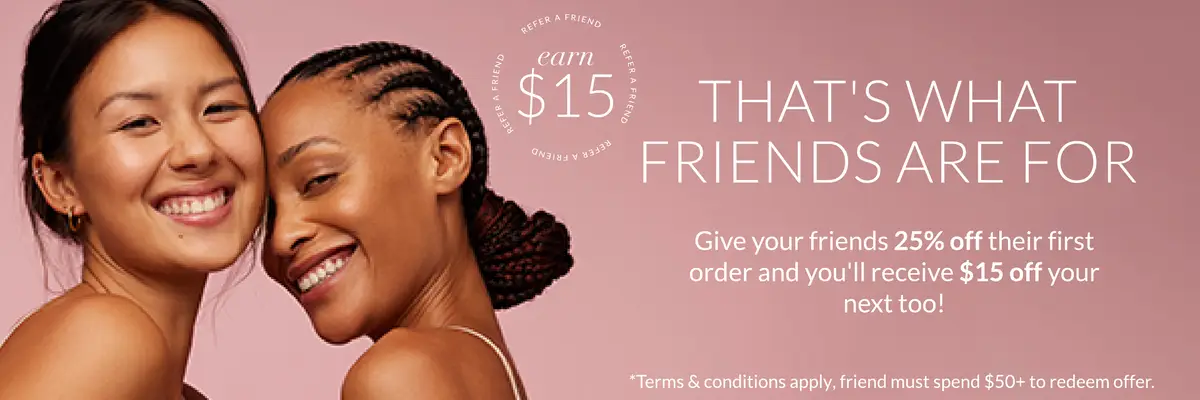 REFER A FRIEND
REFER A FRIEND
REFER A FRIEND
REFER A FRIEND
earn
$15
THAT'S WHAT
FRIENDS ARE FOR
Give your friends 25% off their first
order and you'll receive $15 off your
next too!
*Terms & conditions apply, friend must spend $50+ to redeem offer.